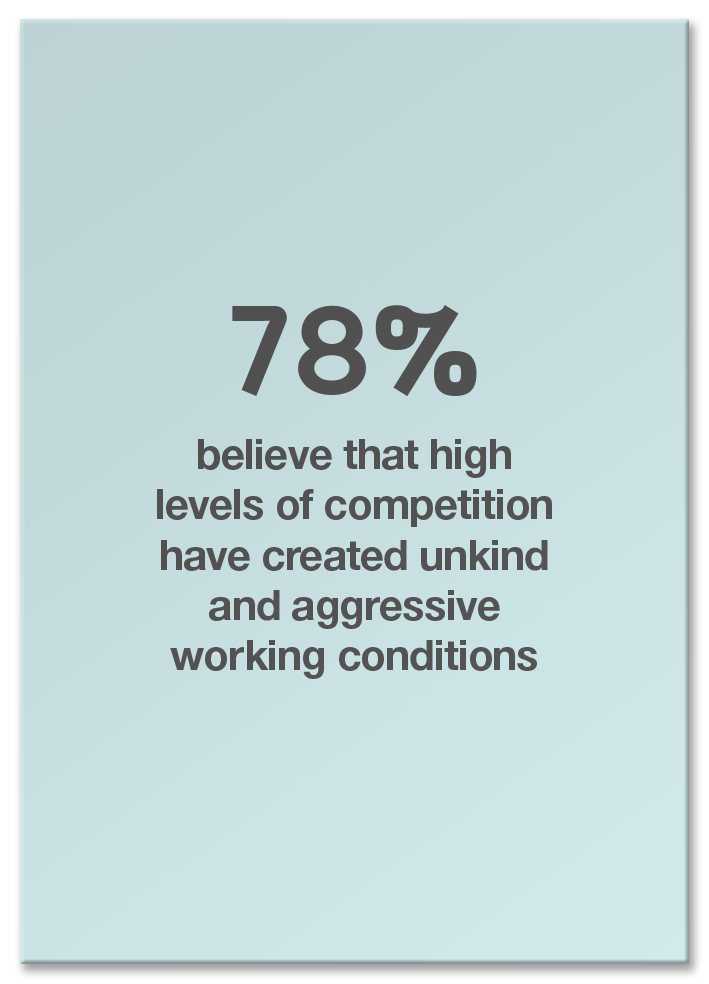 78%
believe that high
levels of competition
have created unkind
and aggressive
working conditions